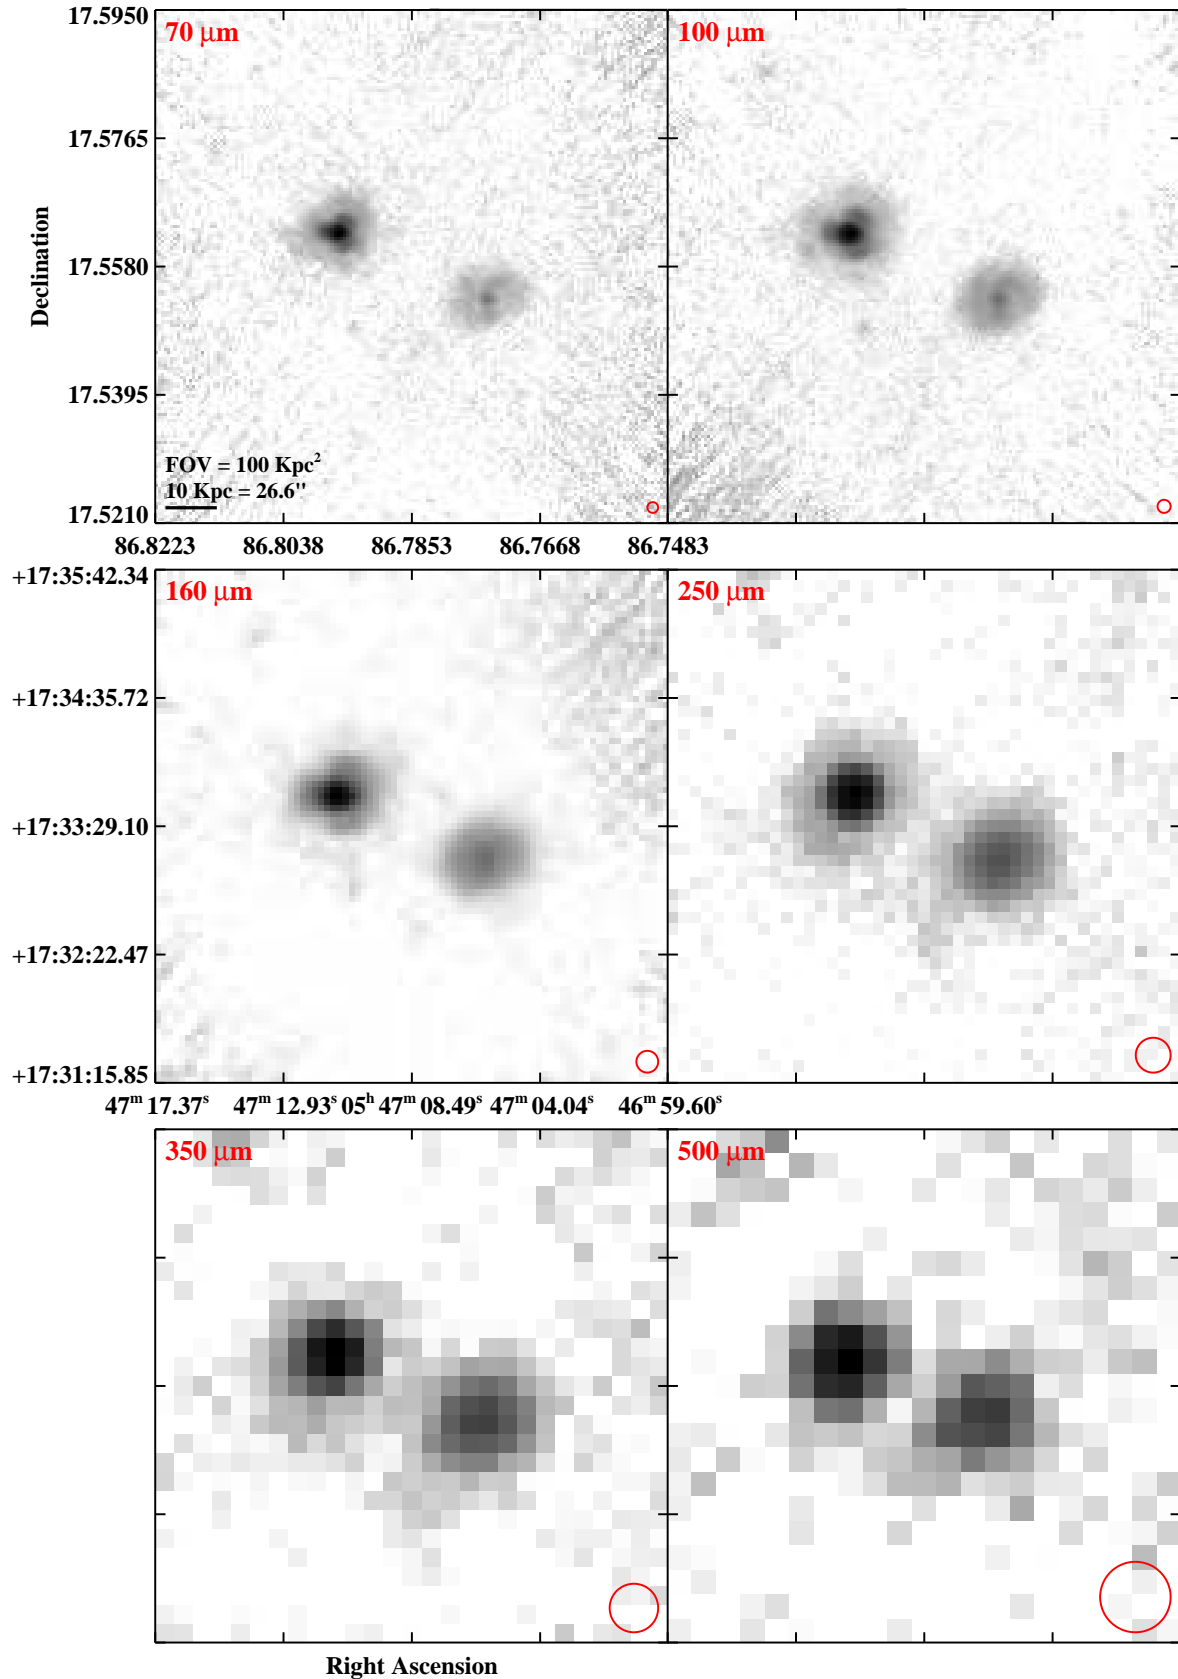 17.5950
70 μm
100 μm
17.5765
Declination
17.5580
17.5395
FOV = 100 Kpc²
10 Kpc = 26.6"
17.5210
86.8223 86.8038 86.7853 86.7668 86.7483
+17:35:42.34
160 μm
250 μm
+17:34:35.72
+17:33:29.10
+17:32:22.47
+17:31:15.85
47ᵐ 17.37ˢ 47ᵐ 12.93ˢ 05ʰ 47ᵐ 08.49ˢ 47ᵐ 04.04ˢ 46ᵐ 59.60ˢ
350 μm
500 μm
Right Ascension